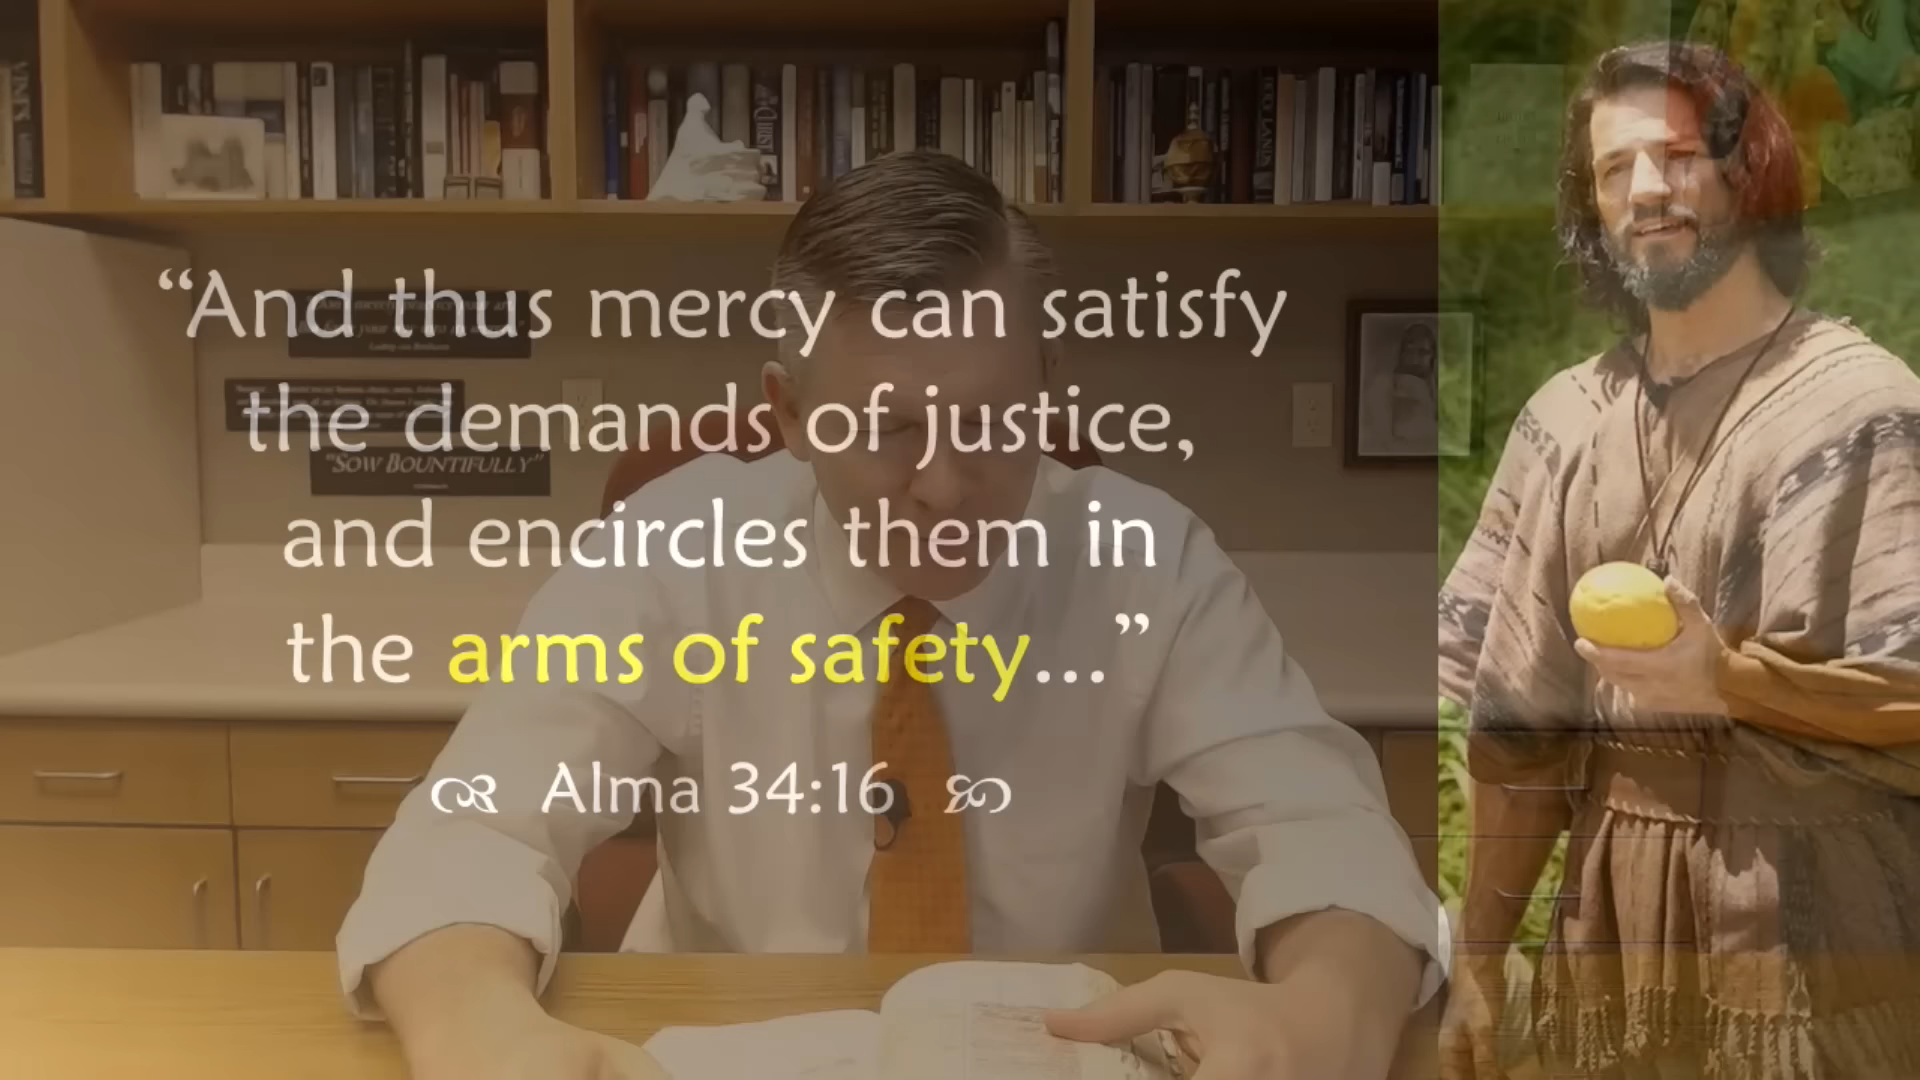 “And thus mercy can satisfy
the demands of justice,
and encircles them in
the arms of safety...”
Alma 34:16
"SOW BOUNTIFULLY"